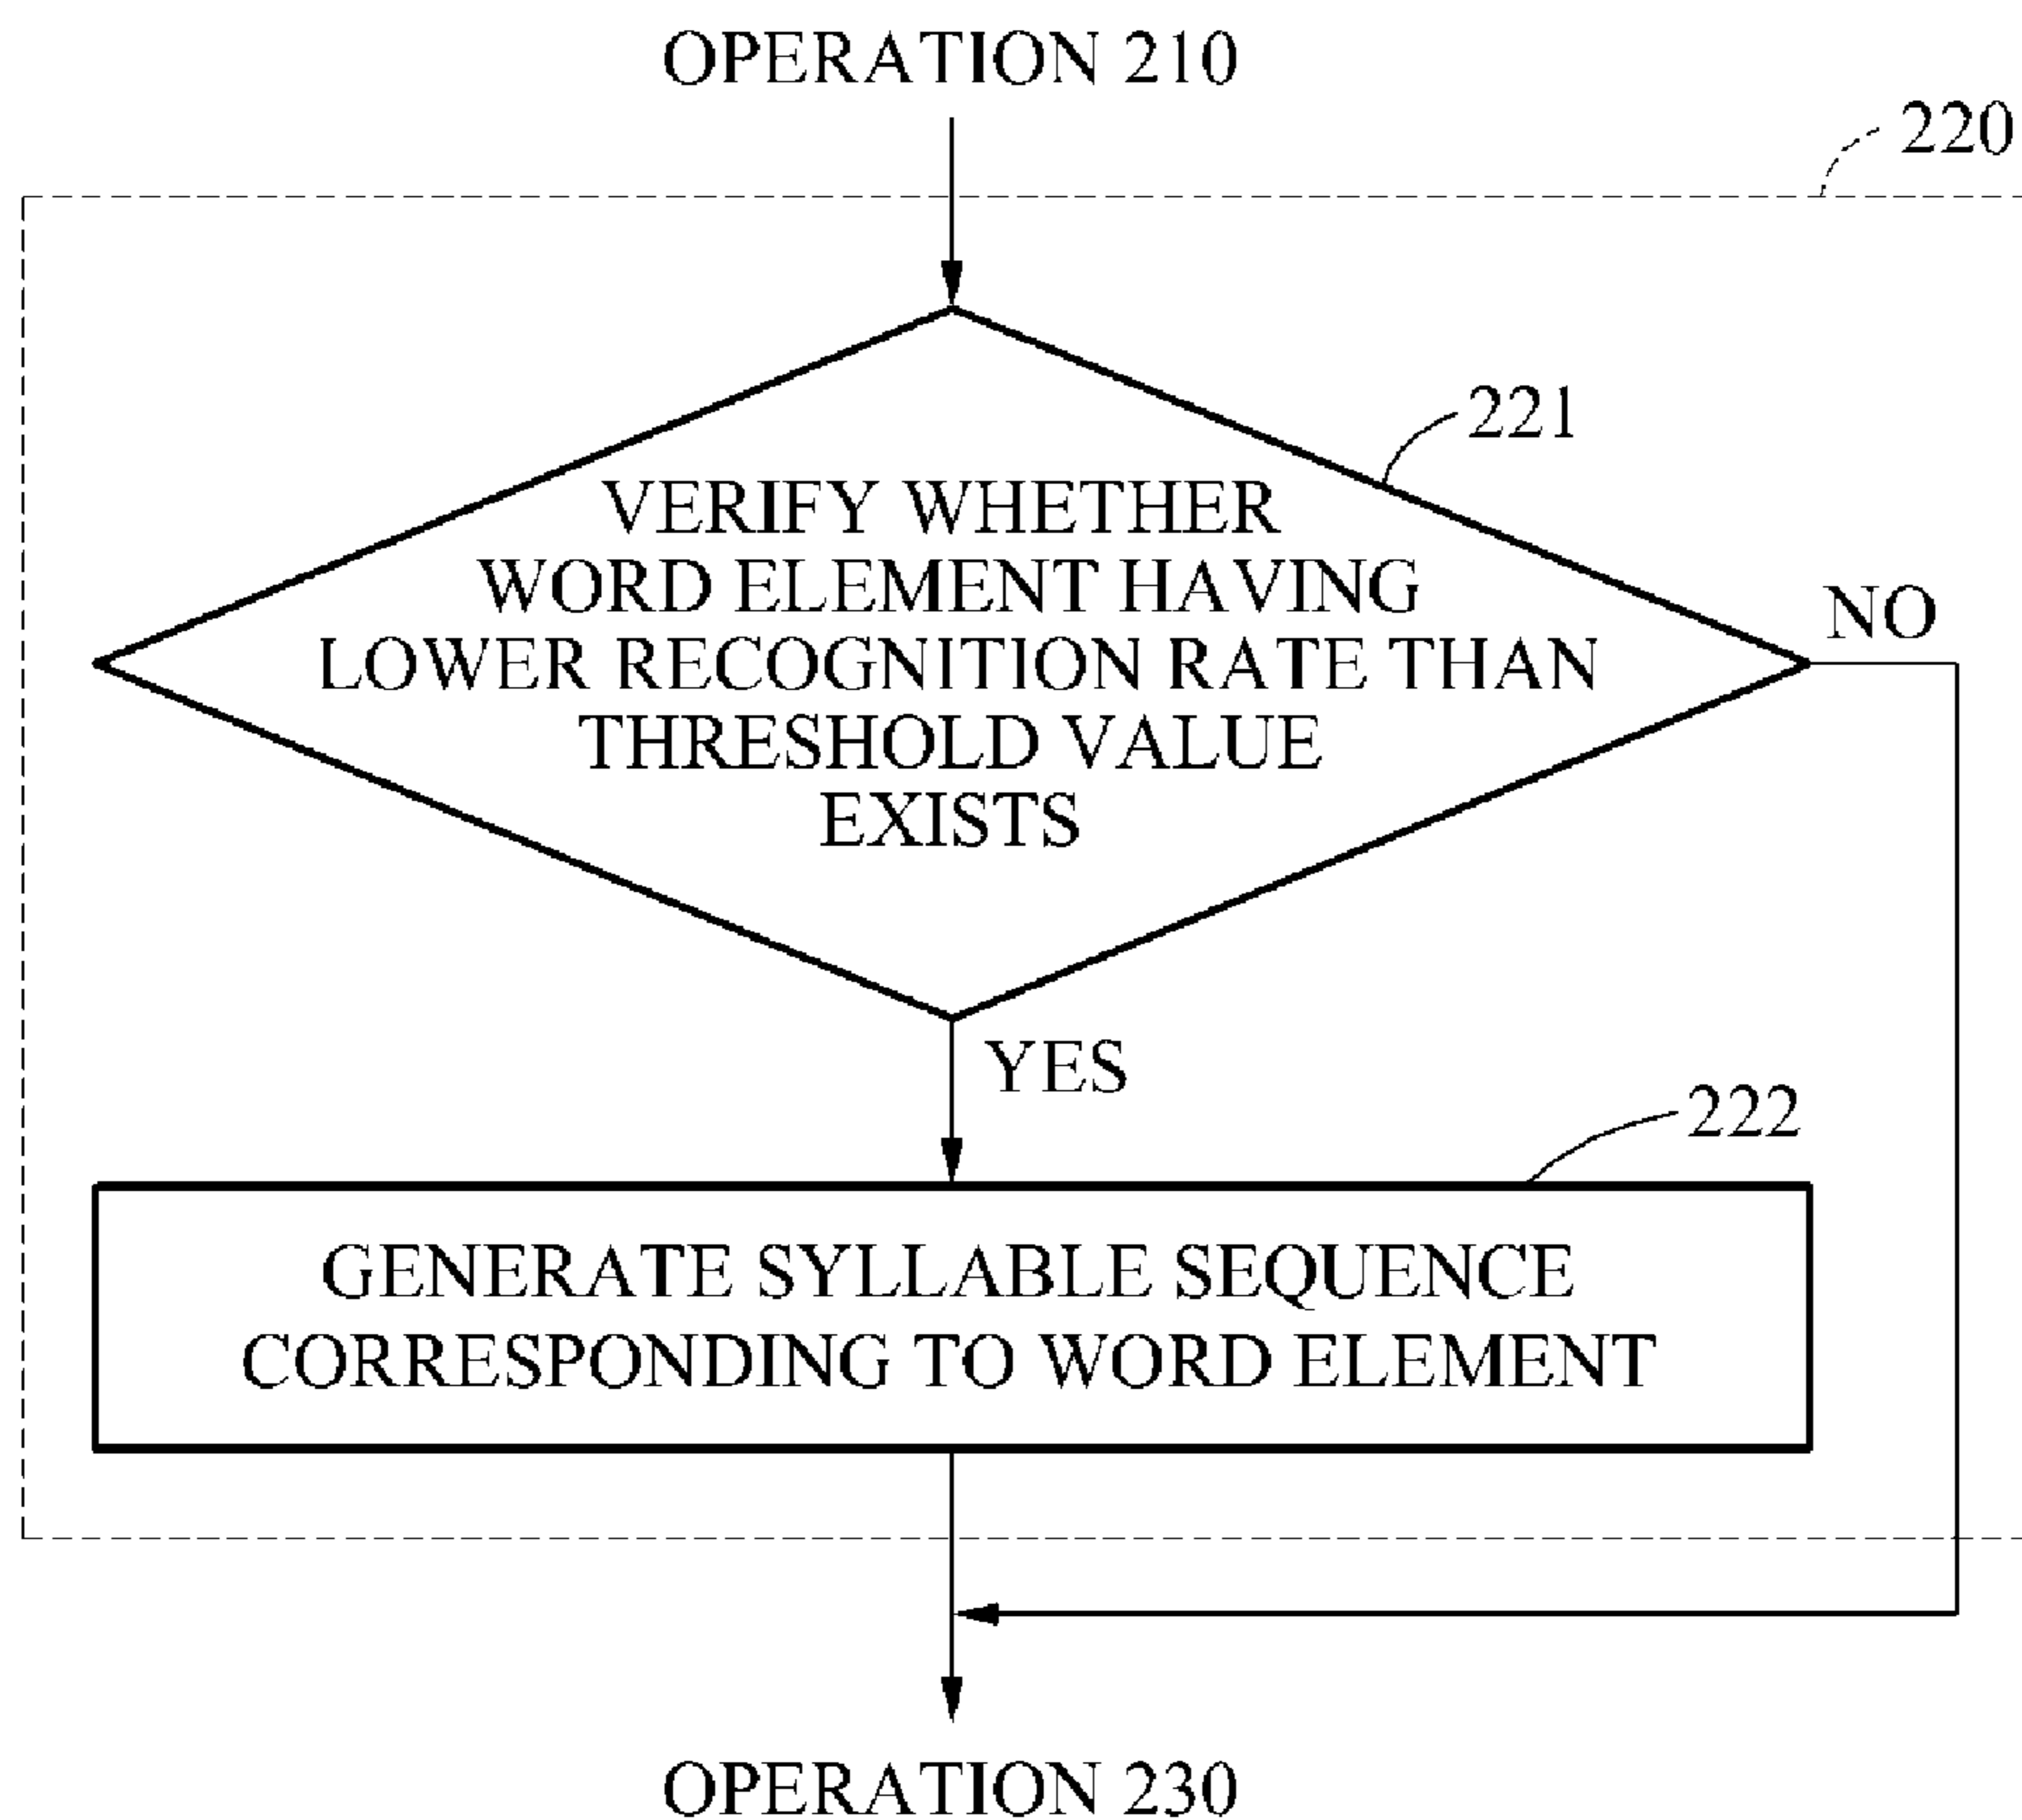 OPERATION 210
220
221
VERIFY WHETHER
WORD ELEMENT HAVING
LOWER RECOGNITION RATE THAN
THRESHOLD VALUE
EXISTS
NO
YES
222
GENERATE SYLLABLE SEQUENCE
CORRESPONDING TO WORD ELEMENT
OPERATION 230